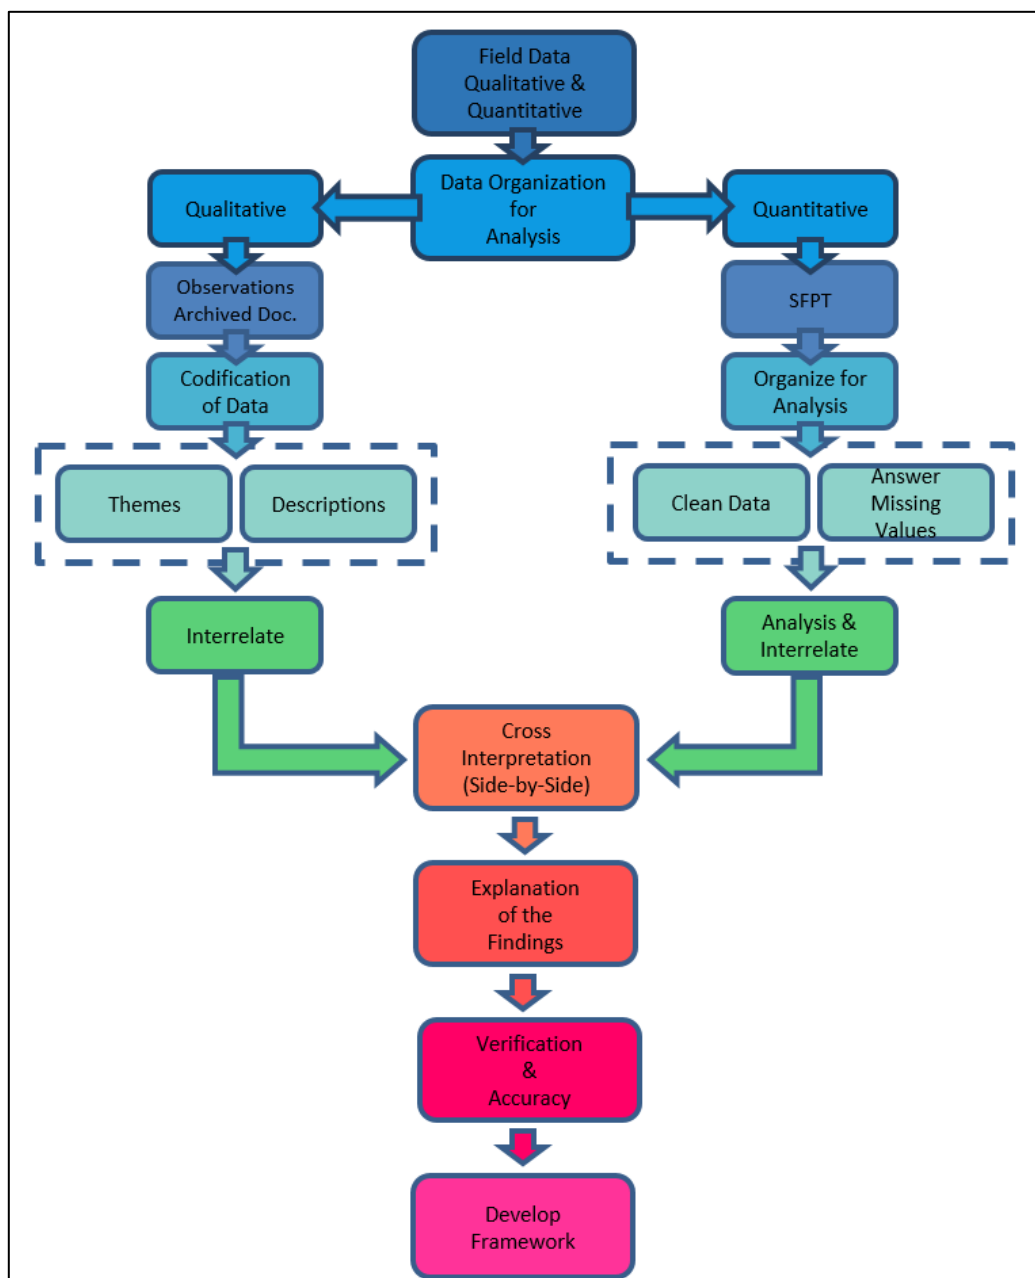 Field Data
Qualitative &
Quantitative
Data Organization
for
Analysis
Qualitative
Quantitative
Observations
Archived Doc.
SFPT
Codification
of Data
Organize for
Analysis
Themes
Descriptions
Clean Data
Answer
Missing
Values
Interrelate
Analysis &
Interrelate
Cross
Interpretation
(Side-by-Side)
Explanation
of the
Findings
Verification
&
Accuracy
Develop
Framework